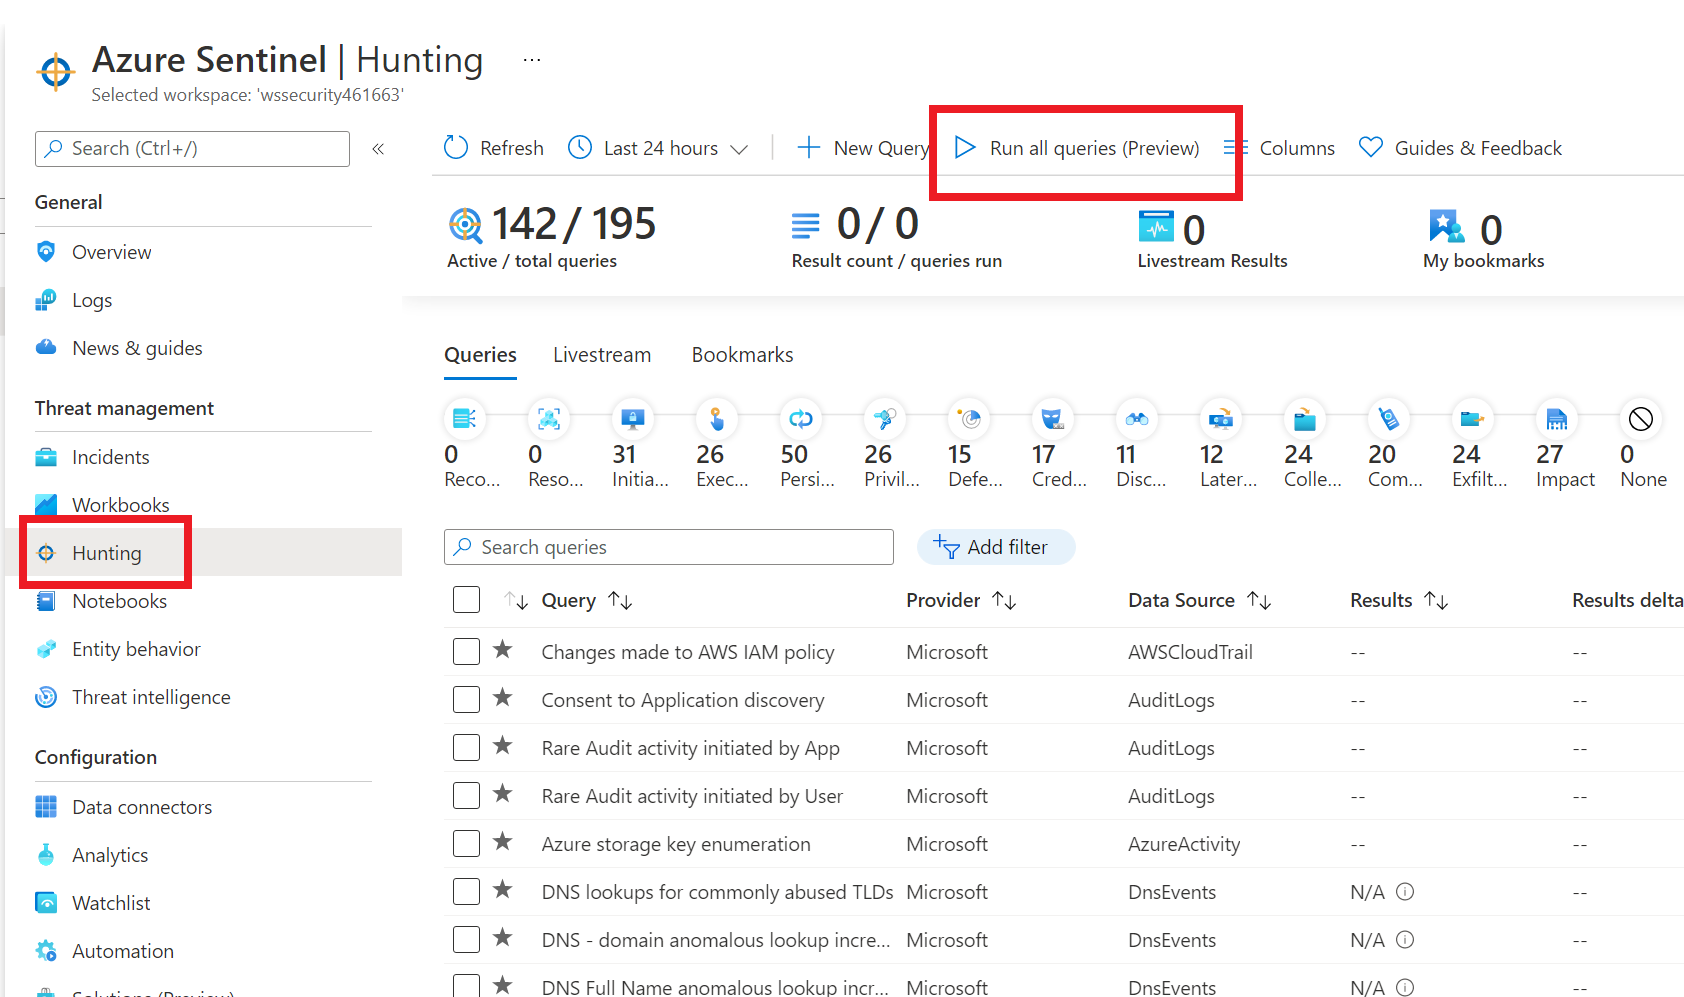 Azure Sentinel | Hunting ...
Selected workspace: 'wssecurity461663'
Search (Ctrl+/) «
General
Overview
Logs
News & guides
Threat management
Incidents
Workbooks
Hunting
Notebooks
Entity behavior
Threat intelligence
Configuration
Data connectors
Analytics
Watchlist
Automation
Solutions (Preview)
Refresh Last 24 hours New Query Run all queries (Preview) Columns Guides & Feedback
142 / 195 0 / 0 0 0
Active / total queries Result count / queries run Livestream Results My bookmarks
Queries Livestream Bookmarks
0 0 31 26 50 26 15 17 11 12 24 20 24 27 0
Reco... Reso... Initia... Exec... Persi... Privil... Defe... Cred... Disc... Later... Colle... Com... Exfilt... Impact None
Search queries Add filter
Query Provider Data Source Results Results delta
Changes made to AWS IAM policy Microsoft AWSCloudTrail -- --
Consent to Application discovery Microsoft AuditLogs -- --
Rare Audit activity initiated by App Microsoft AuditLogs -- --
Rare Audit activity initiated by User Microsoft AuditLogs -- --
Azure storage key enumeration Microsoft AzureActivity -- --
DNS lookups for commonly abused TLDs Microsoft DnsEvents N/A --
DNS - domain anomalous lookup incre... Microsoft DnsEvents N/A --
DNS Full Name anomalous lookup incr... Microsoft DnsEvents N/A --